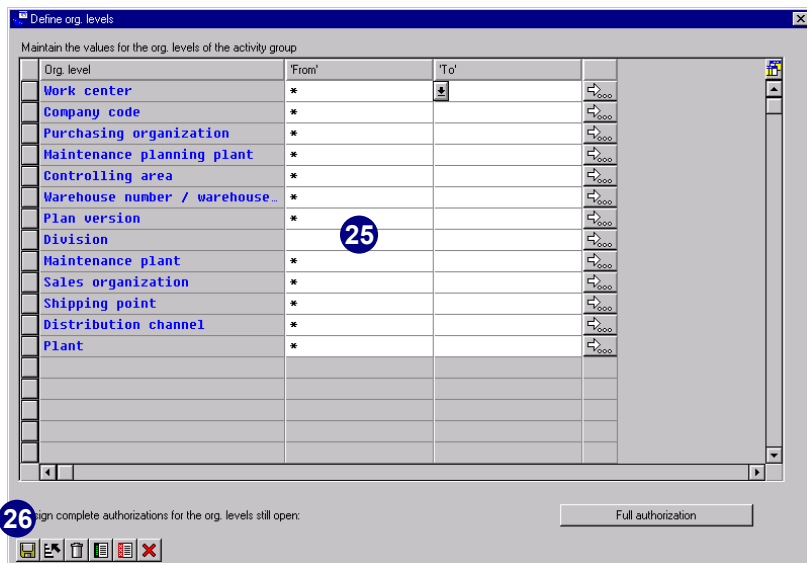 Define org. levels
Maintain the values for the org. levels of the activity group
Org. level 'From' 'To'
Work center *
Company code *
Purchasing organization *
Maintenance planning plant *
Controlling area *
Warehouse number / warehouse…
*
Plan version *
25
Division
Maintenance plant *
Sales organization *
Shipping point *
Distribution channel *
Plant *
26
sign complete authorizations for the org. levels still open: Full authorization